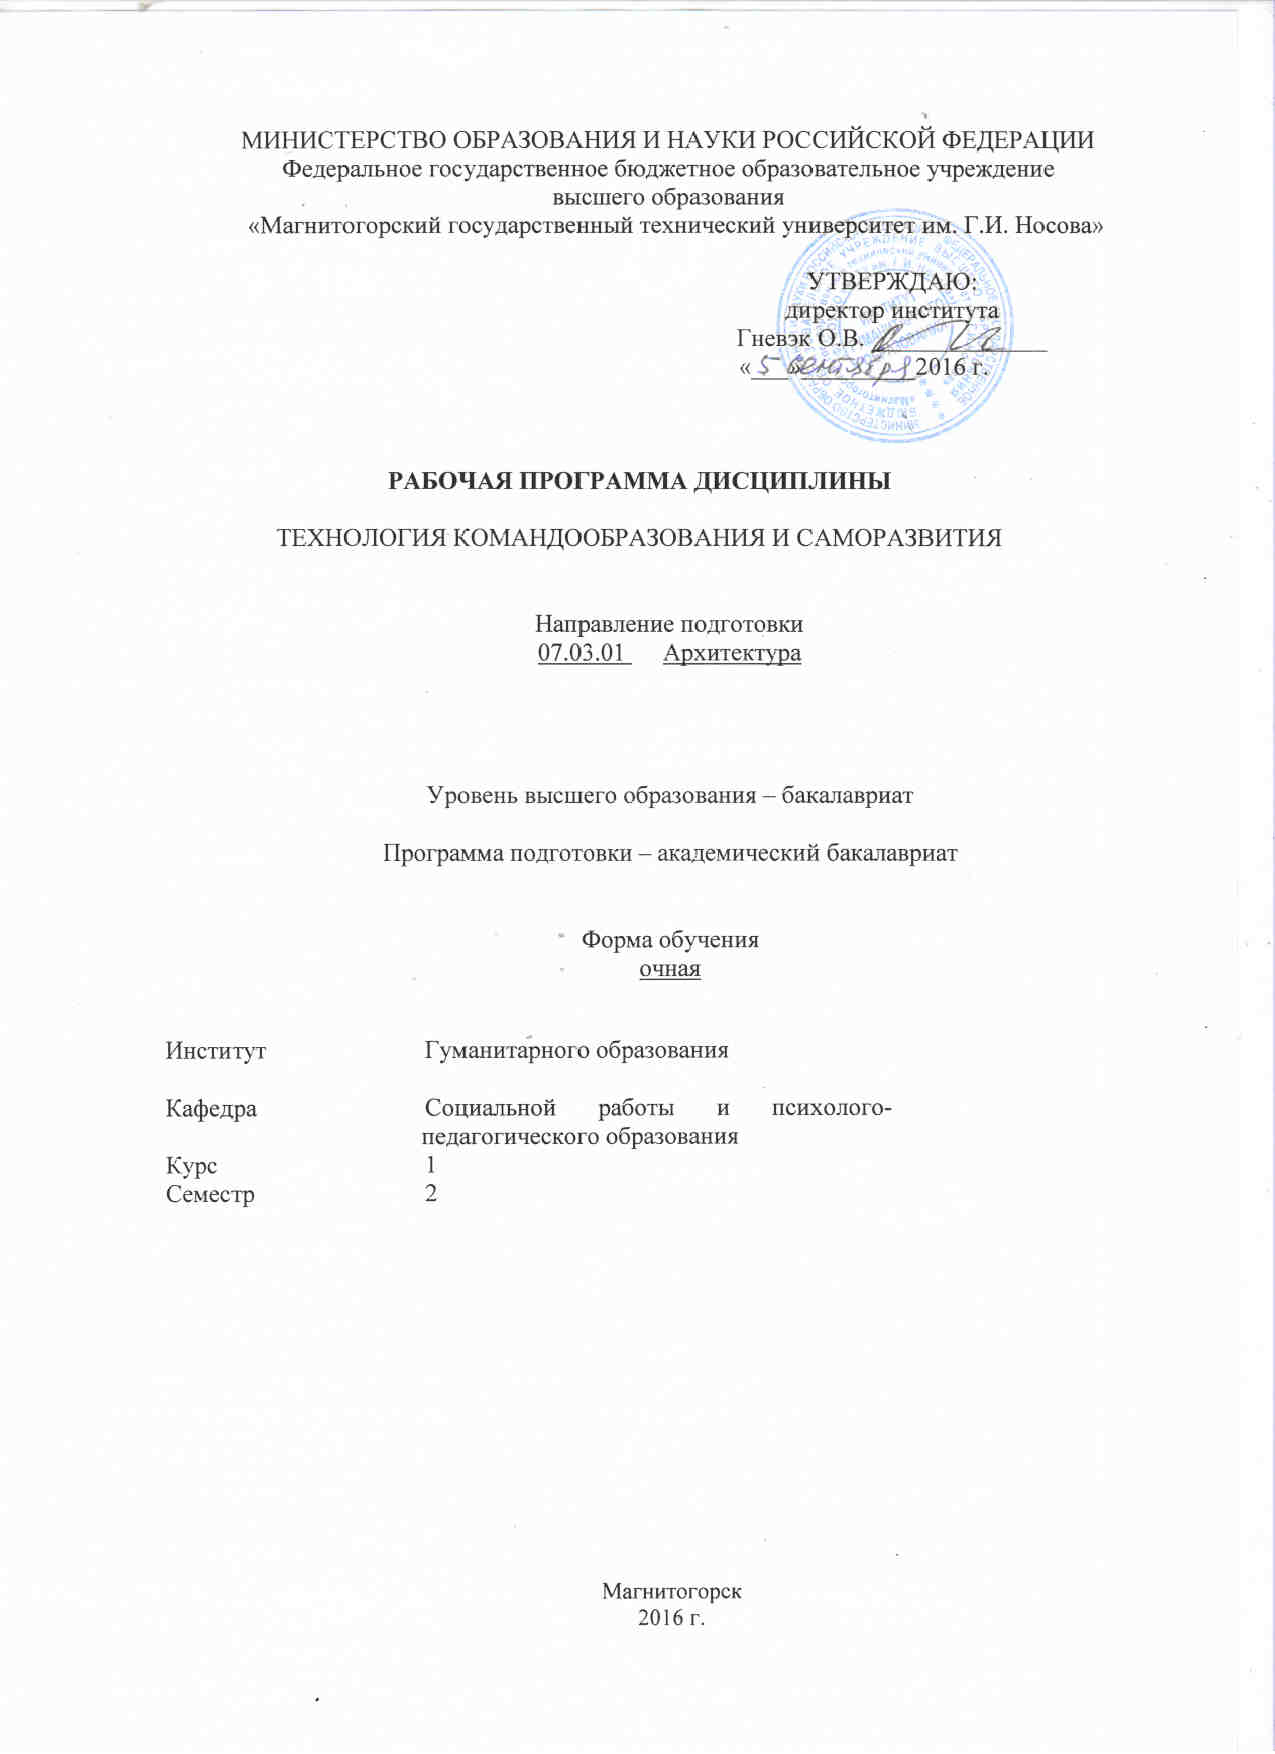 МИНИСТЕРСТВО ОБРАЗОВАНИЯ И НАУКИ РОССИЙСКОЙ ФЕДЕРАЦИИ
Федеральное государственное бюджетное образовательное учреждение
высшего образования
«Магнитогорский государственный технический университет им. Г.И. Носова»
УТВЕРЖДАЮ:
директор института
Гневэк О.В.
«5» сентября 2016 г.
РАБОЧАЯ ПРОГРАММА ДИСЦИПЛИНЫ
ТЕХНОЛОГИЯ КОМАНДООБРАЗОВАНИЯ И САМОРАЗВИТИЯ
Направление подготовки
07.03.01 Архитектура
Уровень высшего образования – бакалавриат
Программа подготовки – академический бакалавриат
Форма обучения
очная
Институт Гуманитарного образования
Кафедра Социальной работы и психолого-
педагогического образования
Курс 1
Семестр 2
Магнитогорск
2016 г.